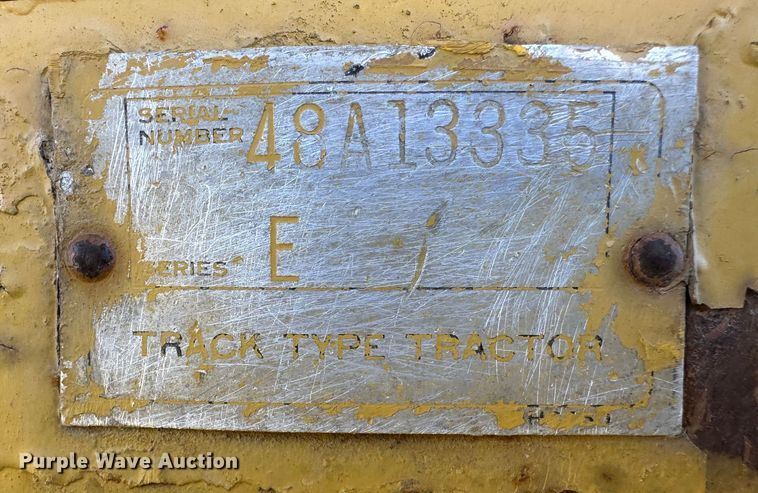 SERIAL
NUMBER 48A13335
SERIES E
TRACK TYPE TRACTOR
Purple Wave Auction